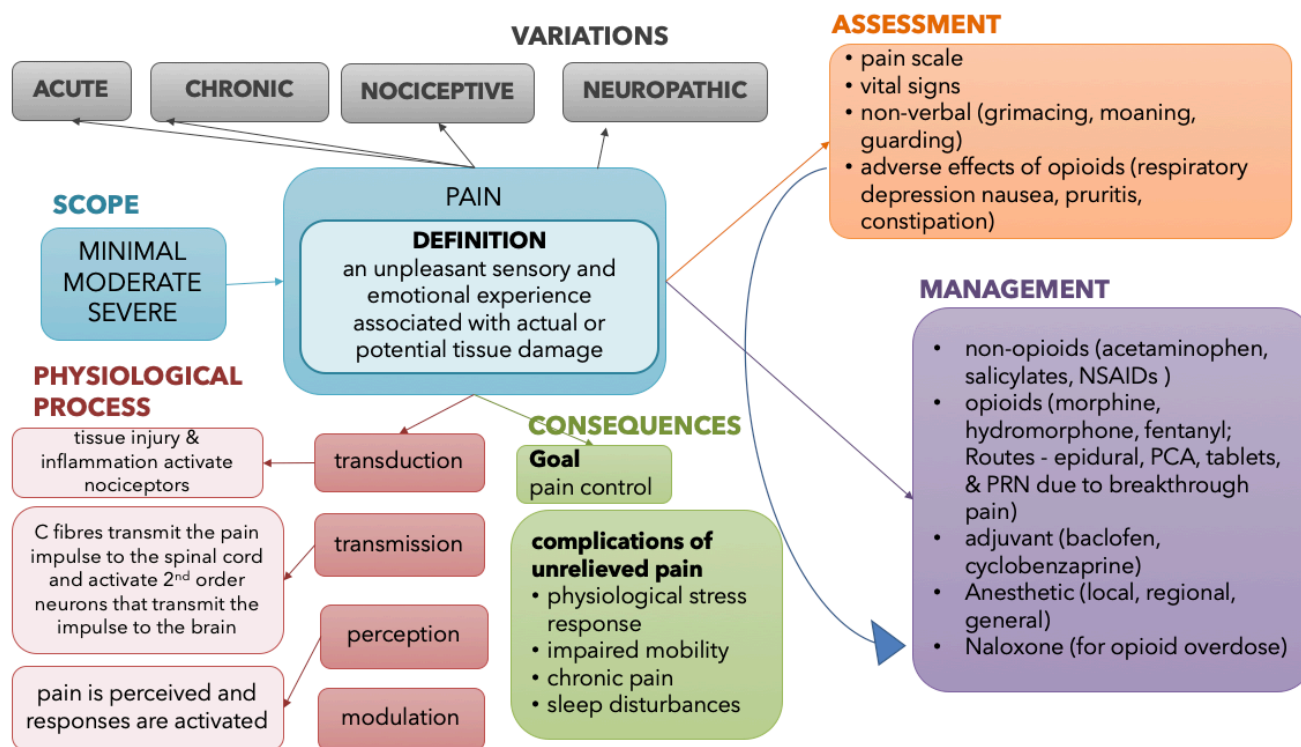 VARIATIONS
ACUTE
CHRONIC
NOCICEPTIVE
NEUROPATHIC
ASSESSMENT
• pain scale
• vital signs
• non-verbal (grimacing, moaning,
guarding)
• adverse effects of opioids (respiratory
depression nausea, pruritis,
constipation)
SCOPE
MINIMAL
MODERATE
SEVERE
PAIN
DEFINITION
an unpleasant sensory and
emotional experience
associated with actual or
potential tissue damage
MANAGEMENT
• non-opioids (acetaminophen,
salicylates, NSAIDs )
• opioids (morphine,
hydromorphone, fentanyl;
Routes - epidural, PCA, tablets,
& PRN due to breakthrough
pain)
• adjuvant (baclofen,
cyclobenzaprine)
• Anesthetic (local, regional,
general)
• Naloxone (for opioid overdose)
PHYSIOLOGICAL
PROCESS
tissue injury &
inflammation activate
nociceptors
transduction
C fibres transmit the pain
impulse to the spinal cord
and activate 2nd order
neurons that transmit the
impulse to the brain
transmission
perception
pain is perceived and
responses are activated
modulation
CONSEQUENCES
Goal
pain control
complications of
unrelieved pain
• physiological stress
response
• impaired mobility
• chronic pain
• sleep disturbances